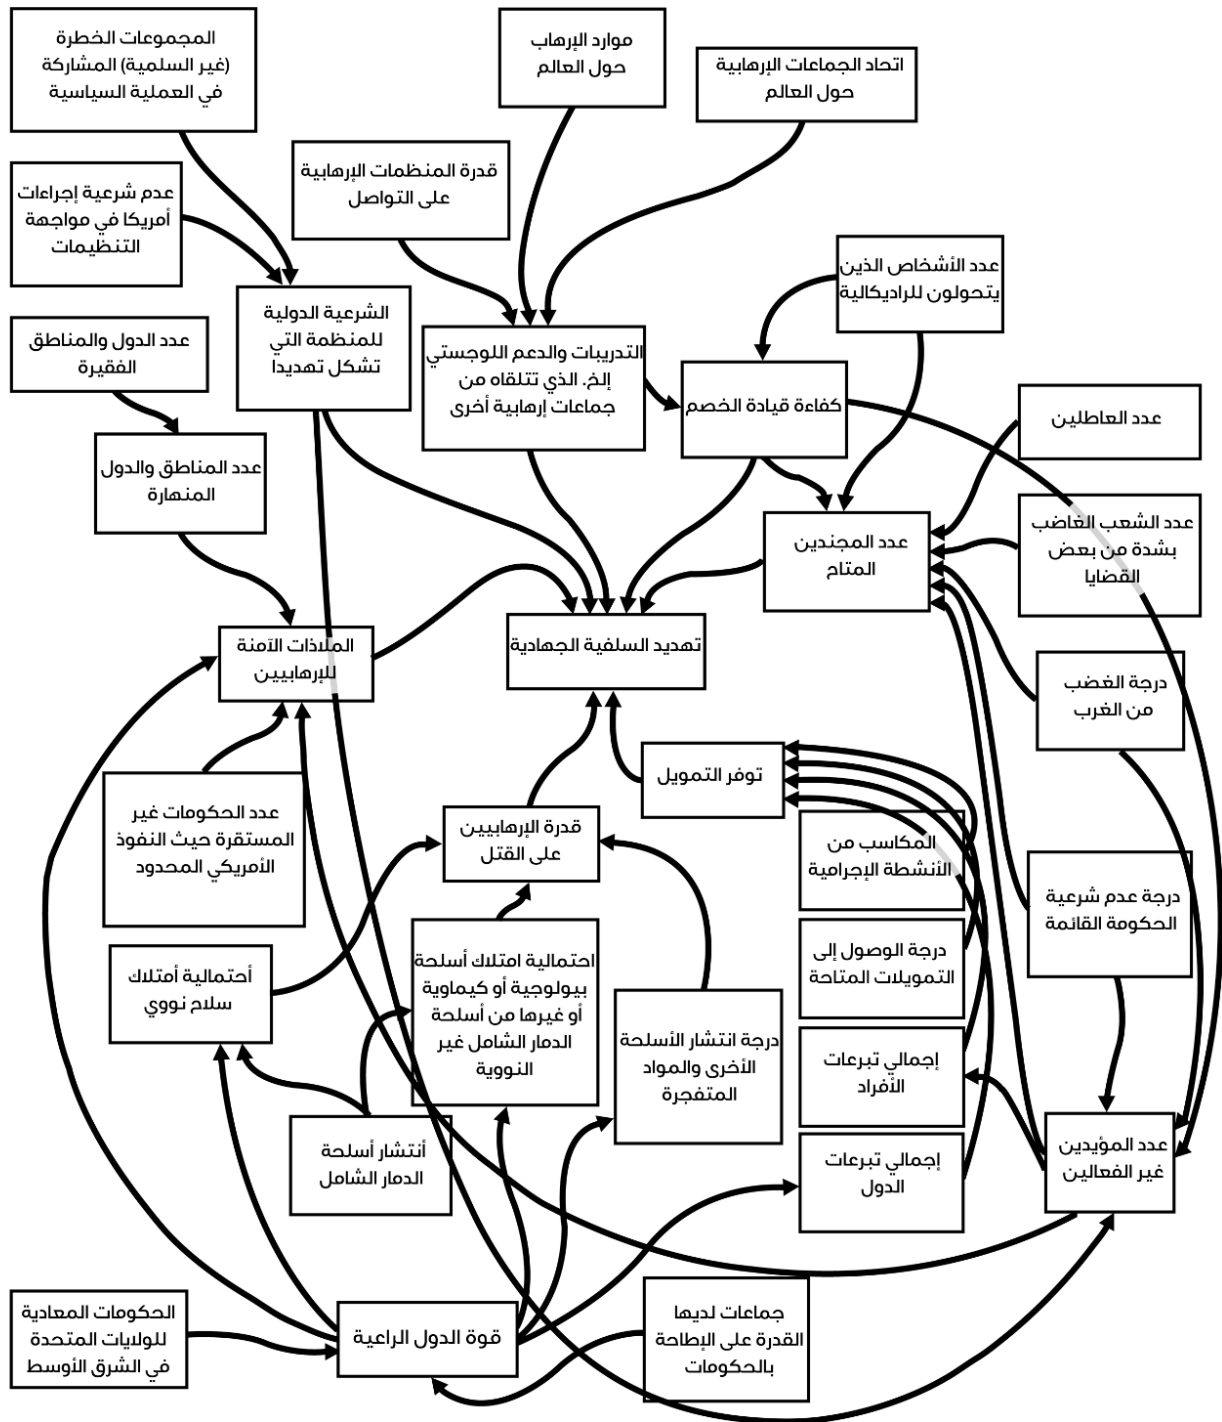 المجموعات الخطرة
(غير السلمية) المشاركة
في العملية السياسية
موارد الإرهاب
حول العالم
اتحاد الجماعات الإرهابية
حول العالم
قدرة المنظمات الإرهابية
على التواصل
عدم شرعية إجراءات
أمريكا في مواجهة
التنظيمات
عدد الأشخاص الذين
يتحولون للراديكالية
الشرعية الدولية
للمنظمة التي
تشكل تهديدا
عدد الدول والمناطق
الفقيرة
التدريبات والدعم اللوجستي
إلخ. الذي تتلقاه من
جماعات إرهابية أخرى
كفاءة قيادة الخصم
عدد العاطلين
عدد المناطق والدول
المنهارة
عدد الشعب الغاضب
بشدة من بعض
القضايا
عدد المجندين
المتاح
الملاذات الآمنة
للإرهابيين
تهديد السلفية الجهادية
درجة الغضب
من الغرب
توفر التمويل
عدد الحكومات غير
المستقرة حيث النفوذ
الأمريكي المحدود
قدرة الإرهابيين
على القتل
المكاسب من
الأنشطة الإجرامية
درجة عدم شرعية
الحكومة القائمة
أحتمالية أمتلاك
سلاح نووي
احتمالية امتلاك أسلحة
بيولوجية أو كيماوية
أو غيرها من أسلحة
الدمار الشامل غير
النووية
درجة الوصول إلى
التمويلات المتاحة
درجة انتشار الأسلحة
الأخرى والمواد
المتفجرة
إجمالي تبرعات
الأفراد
أنتشار أسلحة
الدمار الشامل
إجمالي تبرعات
الدول
عدد المؤيدين
غير الفعالين
الحكومات المعادية
للولايات المتحدة
في الشرق الأوسط
قوة الدول الراعية
جماعات لديها
القدرة على الإطاحة
بالحكومات